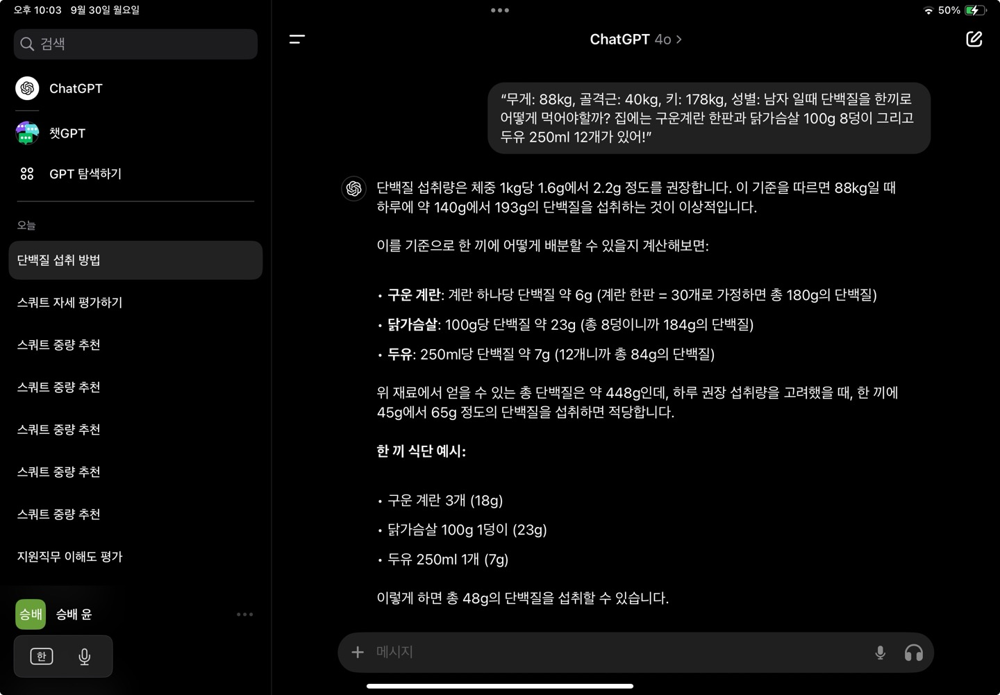 오후 10:03 9월 30일 월요일
50%
검색
ChatGPT
챗GPT
GPT 탐색하기
오늘
단백질 섭취 방법
스쿼트 자세 평가하기
스쿼트 중량 추천
스쿼트 중량 추천
스쿼트 중량 추천
스쿼트 중량 추천
스쿼트 중량 추천
지원직무 이해도 평가
승배 승배 윤
한
ChatGPT 4o >
“무게: 88kg, 골격근: 40kg, 키: 178kg, 성별: 남자 일때 단백질을 한끼로
어떻게 먹어야할까? 집에는 구운계란 한판과 닭가슴살 100g 8덩이 그리고
두유 250ml 12개가 있어!”
단백질 섭취량은 체중 1kg당 1.6g에서 2.2g 정도를 권장합니다. 이 기준을 따르면 88kg일 때
하루에 약 140g에서 193g의 단백질을 섭취하는 것이 이상적입니다.
이를 기준으로 한 끼에 어떻게 배분할 수 있을지 계산해보면:
• 구운 계란: 계란 하나당 단백질 약 6g (계란 한판 = 30개로 가정하면 총 180g의 단백질)
• 닭가슴살: 100g당 단백질 약 23g (총 8덩이니까 184g의 단백질)
• 두유: 250ml당 단백질 약 7g (12개니까 총 84g의 단백질)
위 재료에서 얻을 수 있는 총 단백질은 약 448g인데, 하루 권장 섭취량을 고려했을 때, 한 끼에
45g에서 65g 정도의 단백질을 섭취하면 적당합니다.
한 끼 식단 예시:
• 구운 계란 3개 (18g)
• 닭가슴살 100g 1덩이 (23g)
• 두유 250ml 1개 (7g)
이렇게 하면 총 48g의 단백질을 섭취할 수 있습니다.
메시지